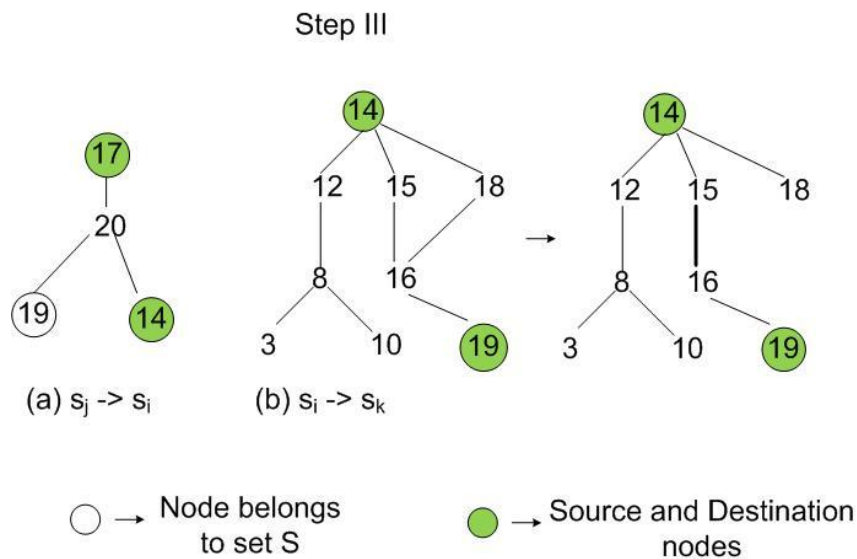 Step III
14 14
17
12 15 18 12 15 18
20
8 16 8 16
19 14
3 10 19 3 10 19
(a) sj -> si (b) si -> sk
Node belongs
to set S
Source and Destination
nodes